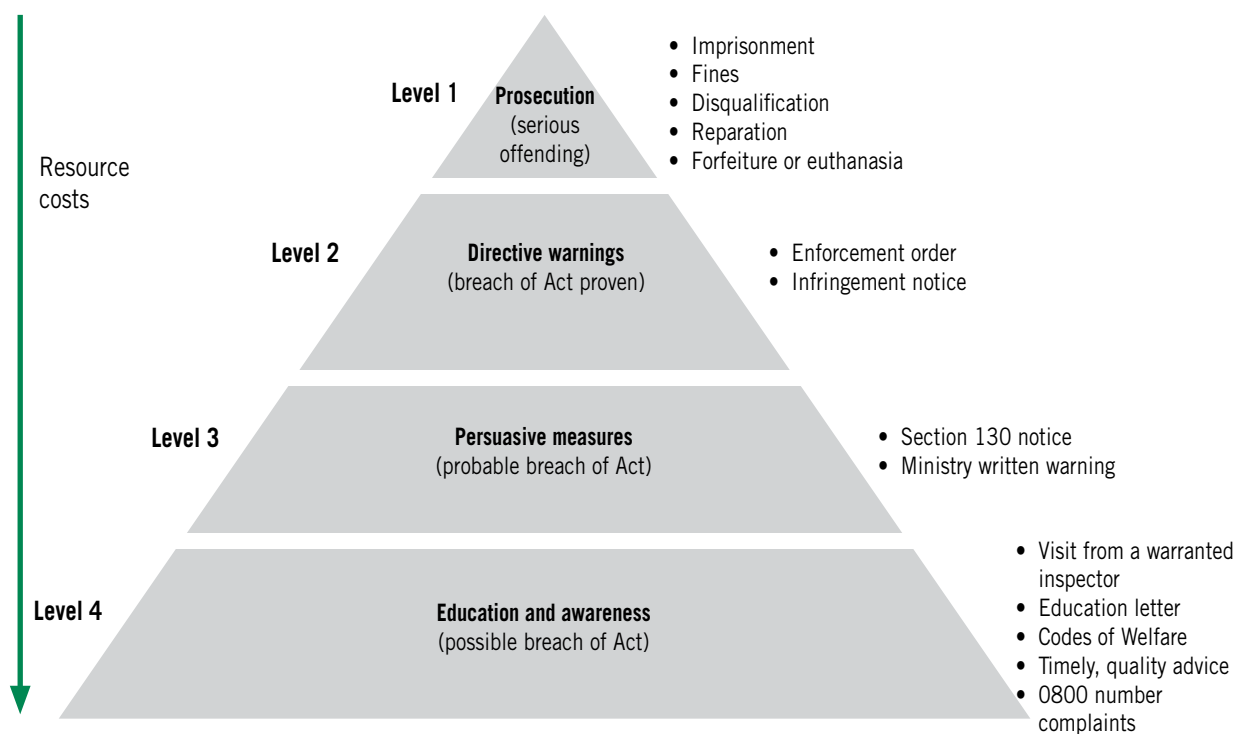 Resource
costs
Level 1
Prosecution
(serious
offending)
• Imprisonment
• Fines
• Disqualification
• Reparation
• Forfeiture or euthanasia
Level 2
Directive warnings
(breach of Act proven)
• Enforcement order
• Infringement notice
Level 3
Persuasive measures
(probable breach of Act)
• Section 130 notice
• Ministry written warning
Level 4
Education and awareness
(possible breach of Act)
• Visit from a warranted
inspector
• Education letter
• Codes of Welfare
• Timely, quality advice
• 0800 number
complaints